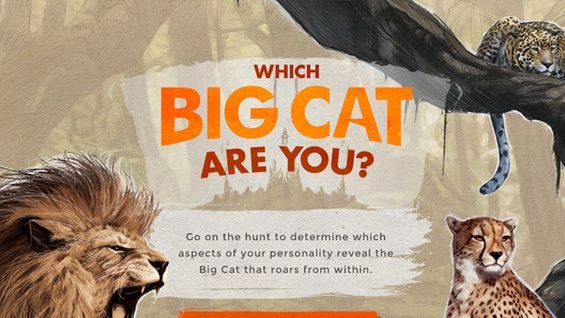 WHICH
BIG CAT
ARE YOU?
Go on the hunt to determine which
aspects of your personality reveal the
Big Cat that roars from within.